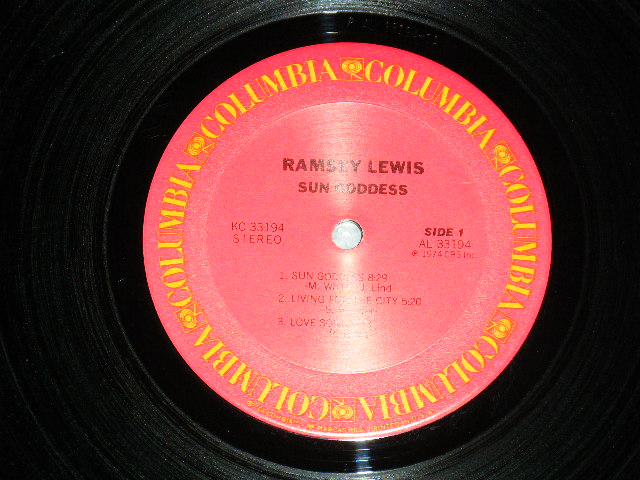 COLUMBIA COLUMBIA COLUMBIA COLUMBIA COLUMBIA COLUMBIA
RAMSEY LEWIS
SUN GODDESS
KC 33194
STEREO
SIDE 1
AL 33194
℗ 1974 CBS Inc.
1. SUN GODDESS 8:29
-M. Lind
2. LIVING FOR THE CITY 5:20
3. LOVE